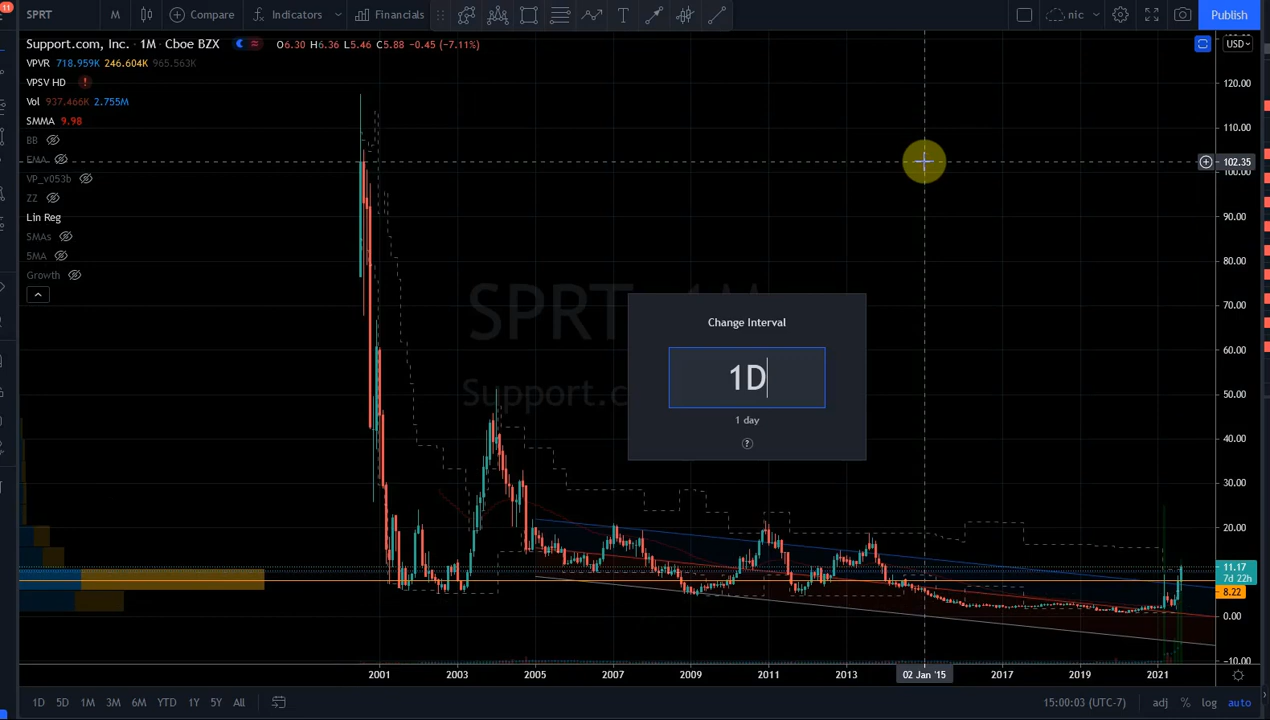 11
SPRT M Compare Indicators Financials T nic Publish
Support.com, Inc. · 1M · Cboe BZX O6.30 H6.36 L5.46 C5.88 -0.45 (-7.11%) USD
VPVR 718.959K 246.604K 965.563K
VPSV HD !
120.00
Vol 937.466K 2.755M
SMMA 9.98
110.00
BB
EMA
102.35
100.00
VP_v053b
ZZ
Lin Reg
90.00
SMAs
5MA
80.00
Growth
70.00
SPRT, 1M
Support.c
Change Interval
1D
1 day
?
60.00
50.00
40.00
30.00
20.00
11.17
7d 22h
8.22
0.00
-10.00
2001 2003 2005 2007 2009 2011 2013 02 Jan '15 2017 2019 2021
1D 5D 1M 3M 6M YTD 1Y 5Y All 15:00:03 (UTC-7) adj % log auto